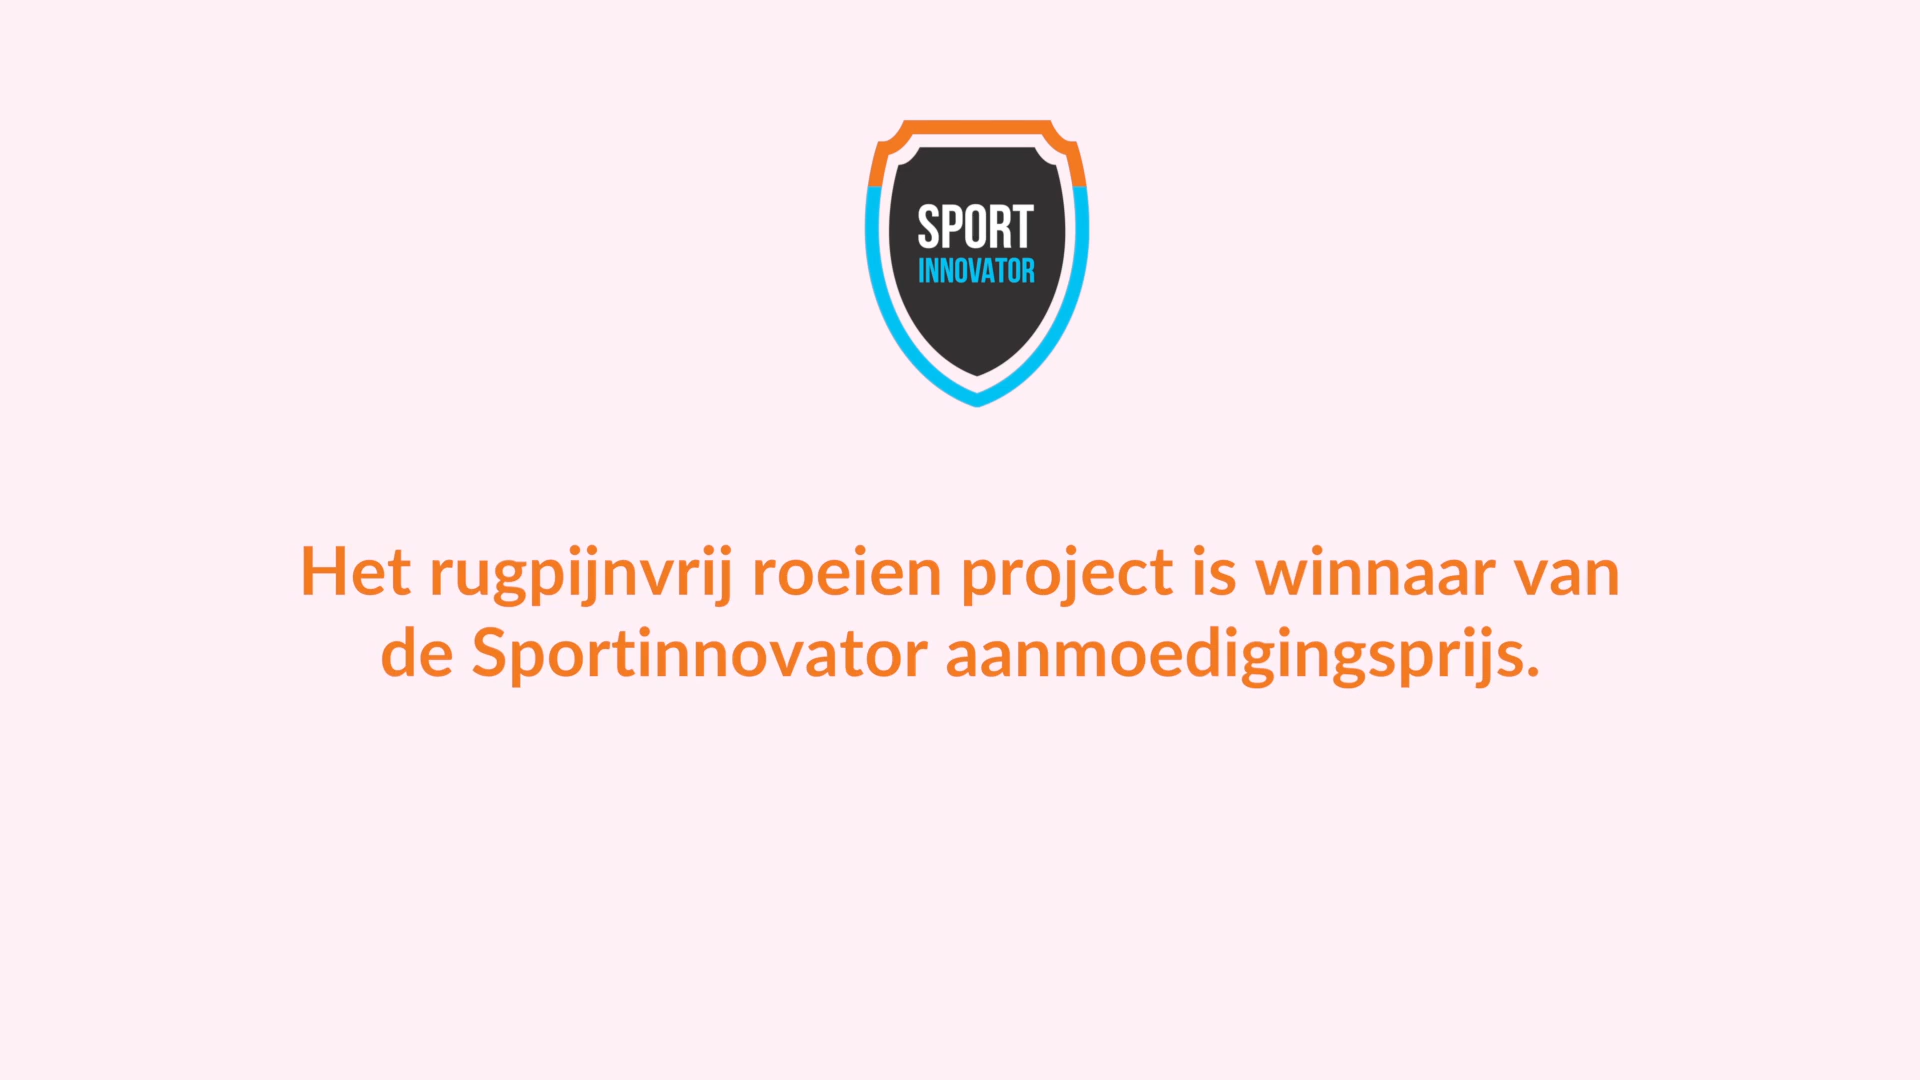 SPORT
INNOVATOR
Het rugpijnvrij roeien project is winnaar van
de Sportinnovator aanmoedigingsprijs.